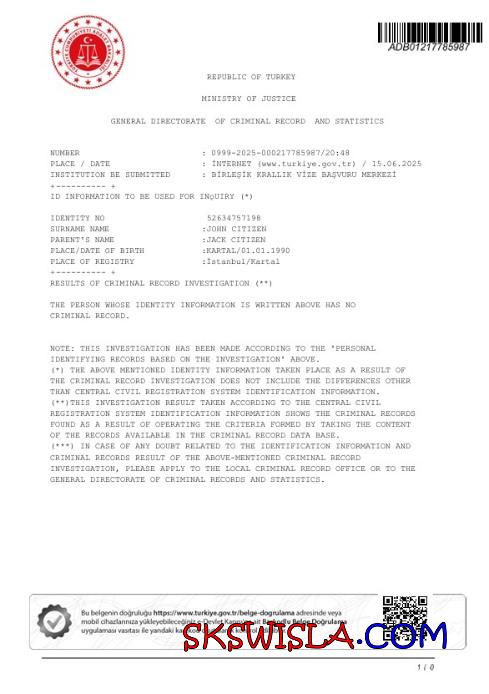 ADB01217785987
REPUBLIC OF TURKEY
MINISTRY OF JUSTICE
GENERAL DIRECTORATE OF CRIMINAL RECORD AND STATISTICS
NUMBER : 0999-2025-000217785987/20:48
PLACE / DATE : İNTERNET (www.turkiye.gov.tr) / 15.06.2025
INSTITUTION BE SUBMITTED : BİRLEŞİK KRALLIK VİZE BAŞVURU MERKEZİ
+---------- +
ID INFORMATION TO BE USED FOR INQUIRY (*)
IDENTITY NO 52634757198
SURNAME NAME :JOHN CITIZEN
PARENT'S NAME :JACK CITIZEN
PLACE/DATE OF BIRTH :KARTAL/01.01.1990
PLACE OF REGISTRY :İstanbul/Kartal
+---------- +
RESULTS OF CRIMINAL RECORD INVESTIGATION (**)
THE PERSON WHOSE IDENTITY INFORMATION IS WRITTEN ABOVE HAS NO
CRIMINAL RECORD.
NOTE: THIS INVESTIGATION HAS BEEN MADE ACCORDING TO THE 'PERSONAL
IDENTIFYING RECORDS BASED ON THE INVESTIGATION' ABOVE.
(*) THE ABOVE MENTIONED IDENTITY INFORMATION TAKEN PLACE AS A RESULT OF
THE CRIMINAL RECORD INVESTIGATION DOES NOT INCLUDE THE DIFFERENCES OTHER
THAN CENTRAL CIVIL REGISTRATION SYSTEM IDENTIFICATION INFORMATION.
(**)THIS INVESTIGATION RESULT TAKEN ACCORDING TO THE CENTRAL CIVIL
REGISTRATION SYSTEM IDENTIFICATION INFORMATION SHOWS THE CRIMINAL RECORDS
FOUND AS A RESULT OF OPERATING THE CRITERIA FORMED BY TAKING THE CONTENT
OF THE RECORDS AVAILABLE IN THE CRIMINAL RECORD DATA BASE.
(***) IN CASE OF ANY DOUBT RELATED TO THE IDENTIFICATION INFORMATION AND
CRIMINAL RECORDS RESULT OF THE ABOVE-MENTIONED CRIMINAL RECORD
INVESTIGATION, PLEASE APPLY TO THE LOCAL CRIMINAL RECORD OFFICE OR TO THE
GENERAL DIRECTORATE OF CRIMINAL RECORDS AND STATISTICS.
Bu belgenin doğruluğu https://www.turkiye.gov.tr/belge-dogrulama adresinde veya
mobil cihazlarınıza yükleyebileceğiniz e-Devlet Kapısı'na ait Barkodlu Belge Doğrulama
uygulaması vasıtası ile yandaki
SKSWISLA.COM
1 / 0